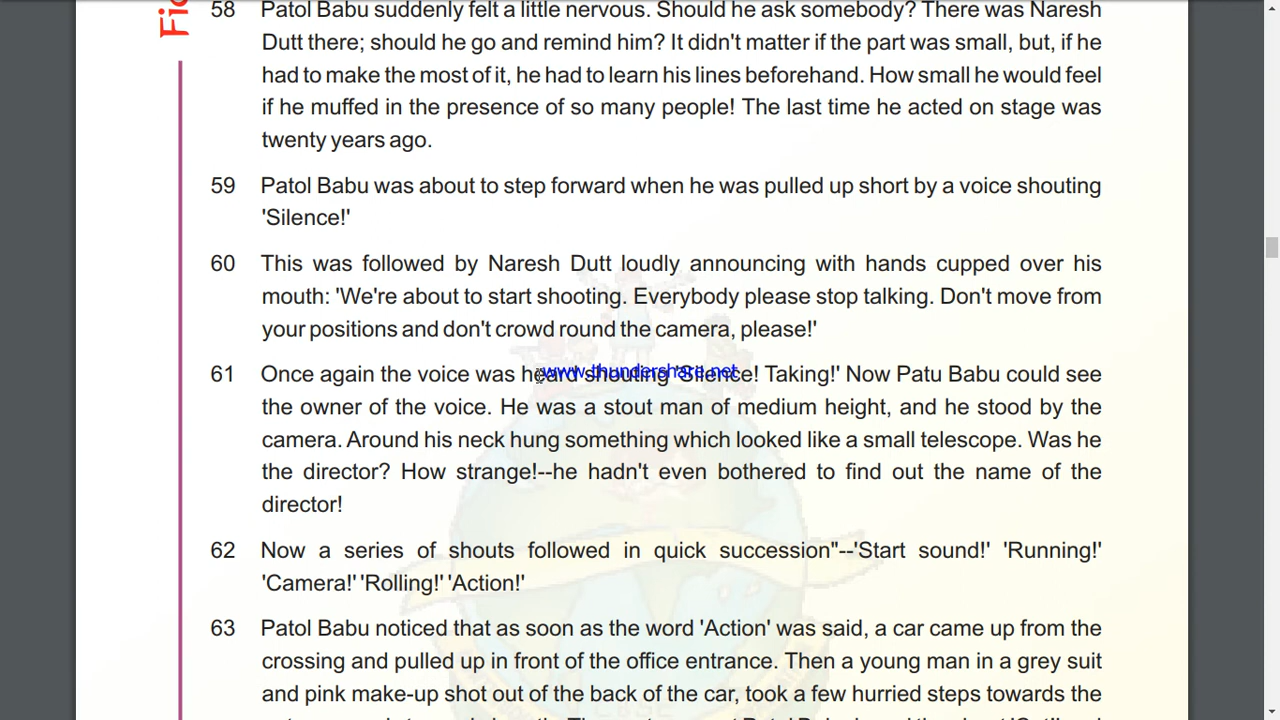 Fic
58 Patol Babu suddenly felt a little nervous. Should he ask somebody? There was Naresh
Dutt there; should he go and remind him? It didn't matter if the part was small, but, if he
had to make the most of it, he had to learn his lines beforehand. How small he would feel
if he muffed in the presence of so many people! The last time he acted on stage was
twenty years ago.
59 Patol Babu was about to step forward when he was pulled up short by a voice shouting
'Silence!'
60 This was followed by Naresh Dutt loudly announcing with hands cupped over his
mouth: 'We're about to start shooting. Everybody please stop talking. Don't move from
your positions and don't crowd round the camera, please!'
61 Once again the voice was heard shouting 'Silence! Taking!' Now Patu Babu could see
www.thundershare.net
the owner of the voice. He was a stout man of medium height, and he stood by the
camera. Around his neck hung something which looked like a small telescope. Was he
the director? How strange!--he hadn't even bothered to find out the name of the
director!
62 Now a series of shouts followed in quick succession"--'Start sound!' 'Running!'
'Camera!' 'Rolling!' 'Action!'
63 Patol Babu noticed that as soon as the word 'Action' was said, a car came up from the
crossing and pulled up in front of the office entrance. Then a young man in a grey suit
and pink make-up shot out of the back of the car, took a few hurried steps towards the